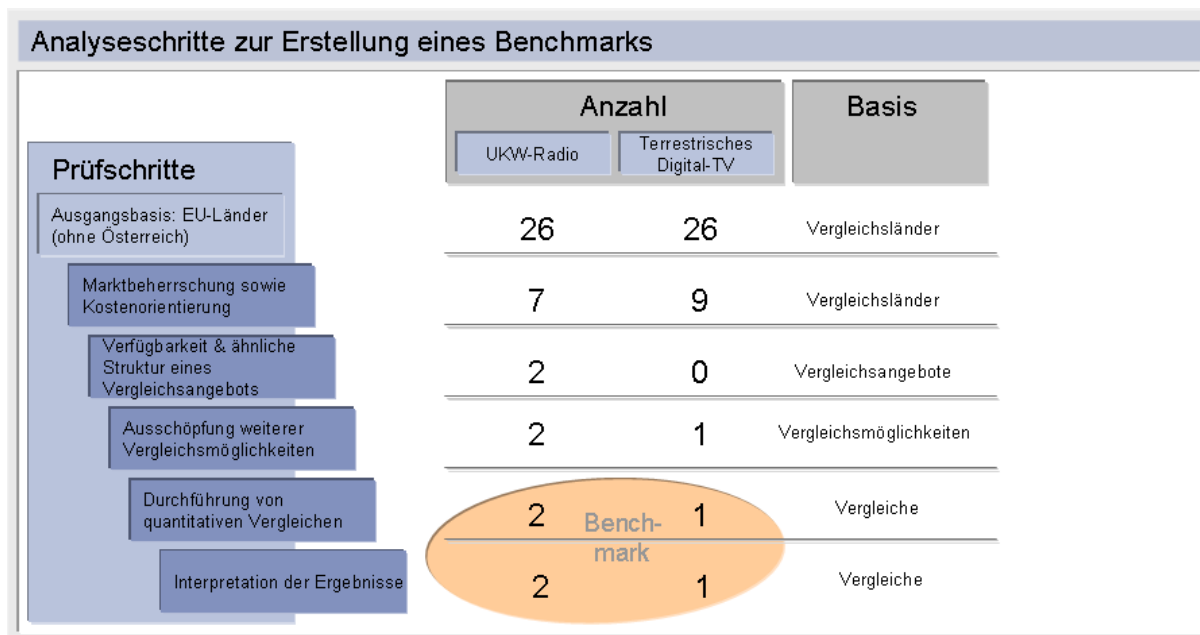 Analyseschritte zur Erstellung eines Benchmarks
Anzahl
Basis
UKW-Radio
Terrestrisches
Digital-TV
Prüfschritte
Ausgangsbasis: EU-Länder
(ohne Österreich)
26
26
Vergleichsländer
Marktbeherrschung sowie
Kostenorientierung
7
9
Vergleichsländer
Verfügbarkeit & ähnliche
Struktur eines
Vergleichsangebots
2
0
Vergleichsangebote
Ausschöpfung weiterer
Vergleichsmöglichkeiten
2
1
Vergleichsmöglichkeiten
Durchführung von
quantitativen Vergleichen
2
1
Vergleiche
Bench-
mark
Interpretation der Ergebnisse
2
1
Vergleiche